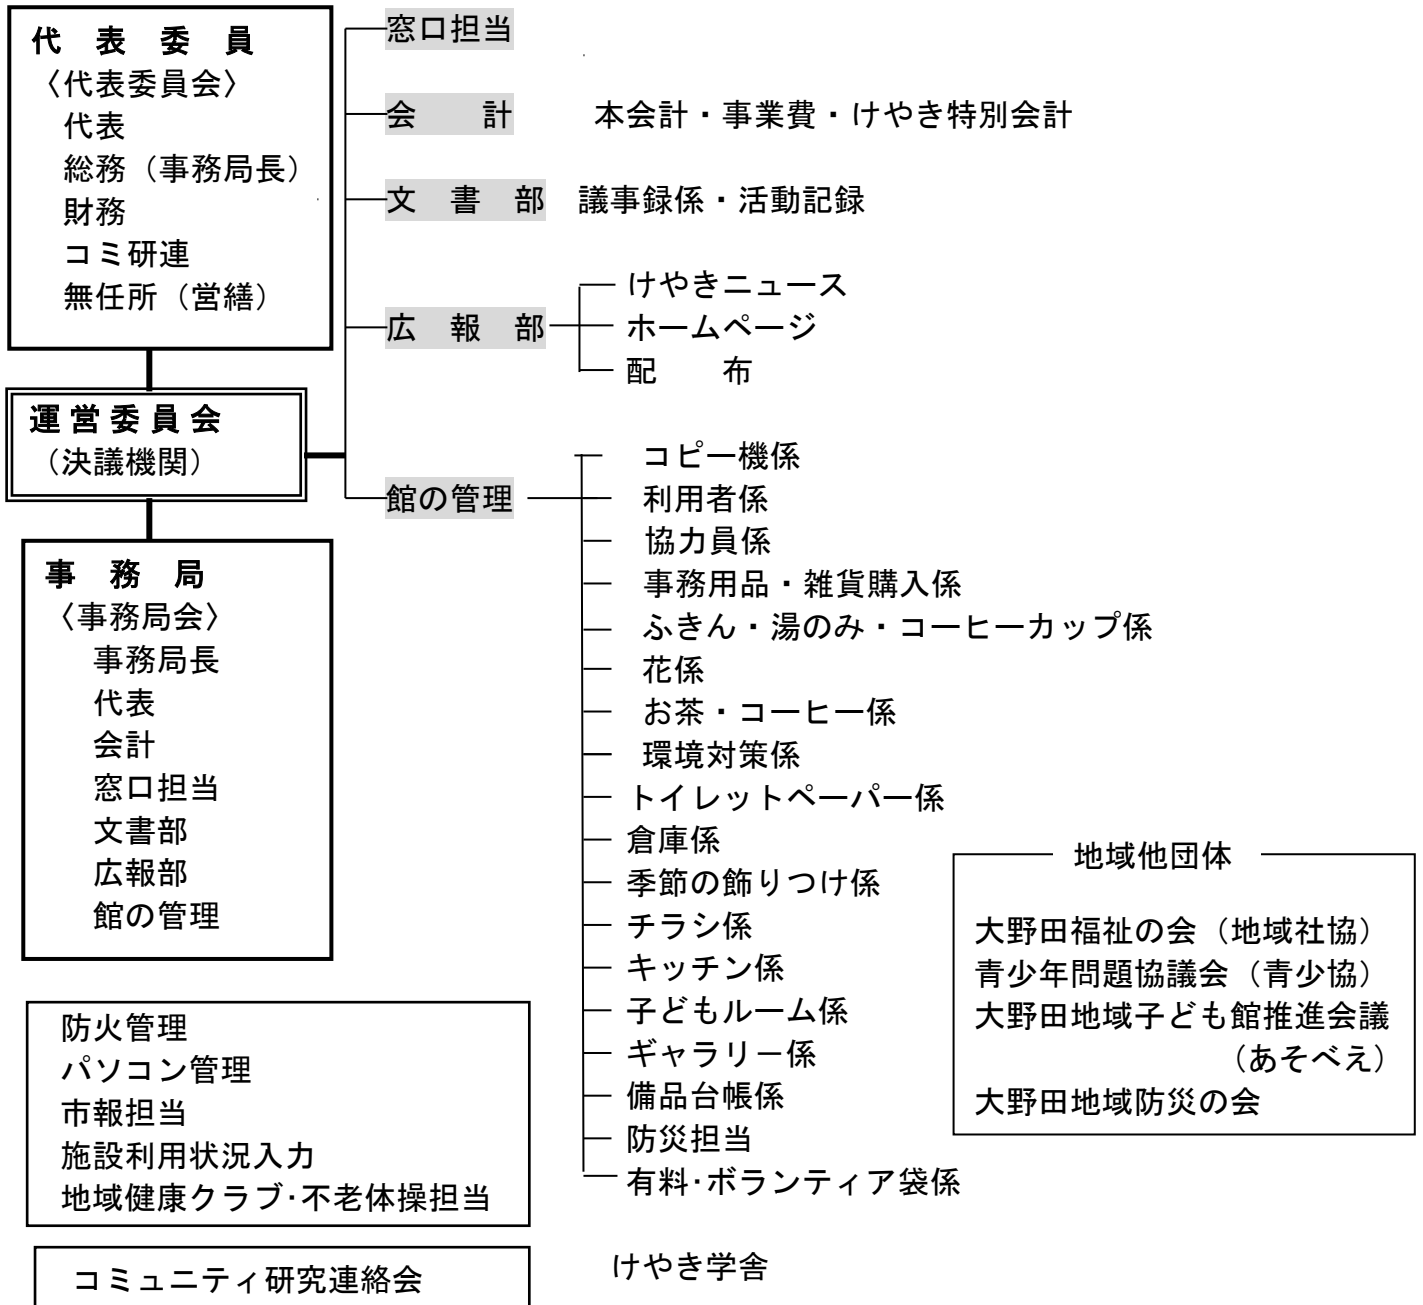 代　表　委　員
〈代表委員会〉
代表
総務（事務局長）
財務
コミ研連
無任所（営繕）
運営委員会
（決議機関）
事　務　局
〈事務局会〉
事務局長
代表
会計
窓口担当
文書部
広報部
館の管理
防火管理
パソコン管理
市報担当
施設利用状況入力
地域健康クラブ・不老体操担当
コミュニティ研究連絡会
窓口担当
会　　計　　本会計・事業費・けやき特別会計
文　書　部　議事録係・活動記録
広　報　部
けやきニュース
ホームページ
配　　布
館の管理
コピー機係
利用者係
協力員係
事務用品・雑貨購入係
ふきん・湯のみ・コーヒーカップ係
花係
お茶・コーヒー係
環境対策係
トイレットペーパー係
倉庫係
季節の飾りつけ係
チラシ係
キッチン係
子どもルーム係
ギャラリー係
備品台帳係
防災担当
有料・ボランティア袋係
けやき学舎
地域他団体
大野田福祉の会（地域社協）
青少年問題協議会（青少協）
大野田地域子ども館推進会議
（あそべえ）
大野田地域防災の会